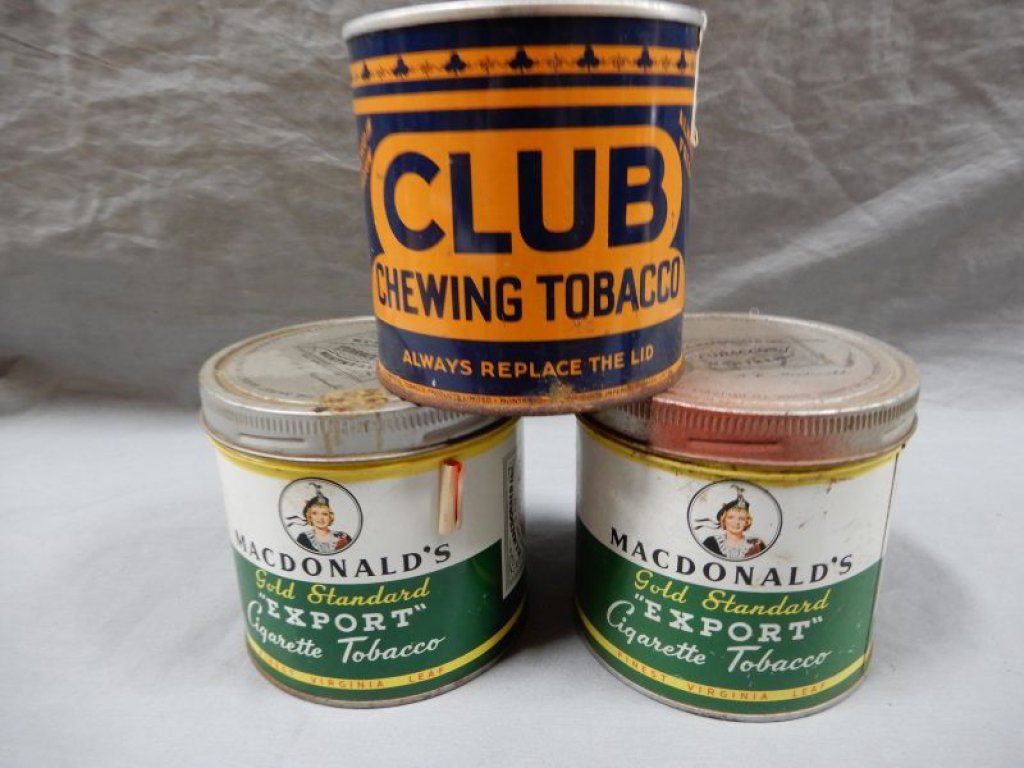 CLUB
CHEWING TOBACCO
ALWAYS REPLACE THE LID
MACDONALD'S
Gold Standard
"EXPORT"
Cigarette Tobacco
VIRGINIA LEAF
MACDONALD'S
Gold Standard
"EXPORT"
Cigarette Tobacco
FINEST VIRGINIA LEAF